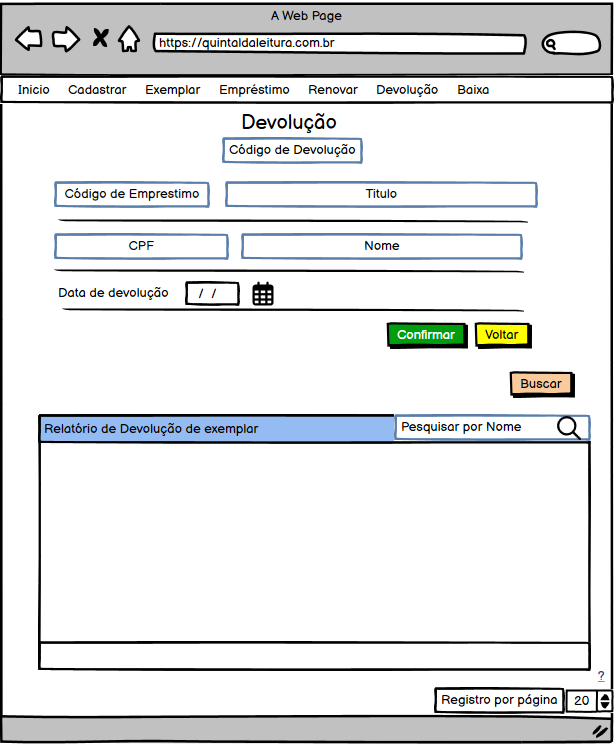 A Web Page
https://quintaldaleitura.com.br
Inicio Cadastrar Exemplar Empréstimo Renovar Devolução Baixa
Devolução
Código de Devolução
Código de Emprestimo Titulo
CPF Nome
Data de devolução / /
Confirmar Voltar
Buscar
Relatório de Devolução de exemplar Pesquisar por Nome
?
Registro por página 20